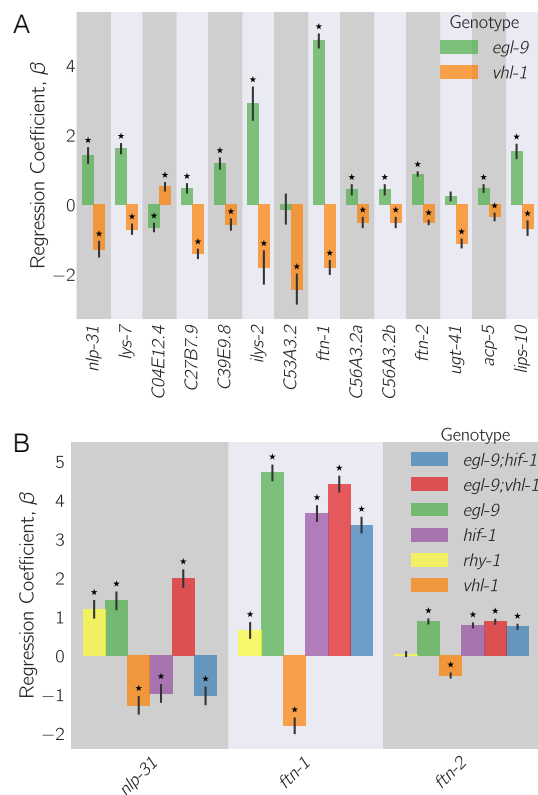 A
Genotype
egl-9
vhl-1
Regression Coefficient, β
4
2
0
−2
nlp-31
lys-7
C04E12.4
C27B7.9
C39E9.8
ilys-2
C53A3.2
ftn-1
C56A3.2a
C56A3.2b
ftn-2
ugt-41
acp-5
lips-10
B
Genotype
egl-9;hif-1
egl-9;vhl-1
egl-9
hif-1
rhy-1
vhl-1
Regression Coefficient, β
5
4
3
2
1
0
−1
−2
nlp-31
ftn-1
ftn-2